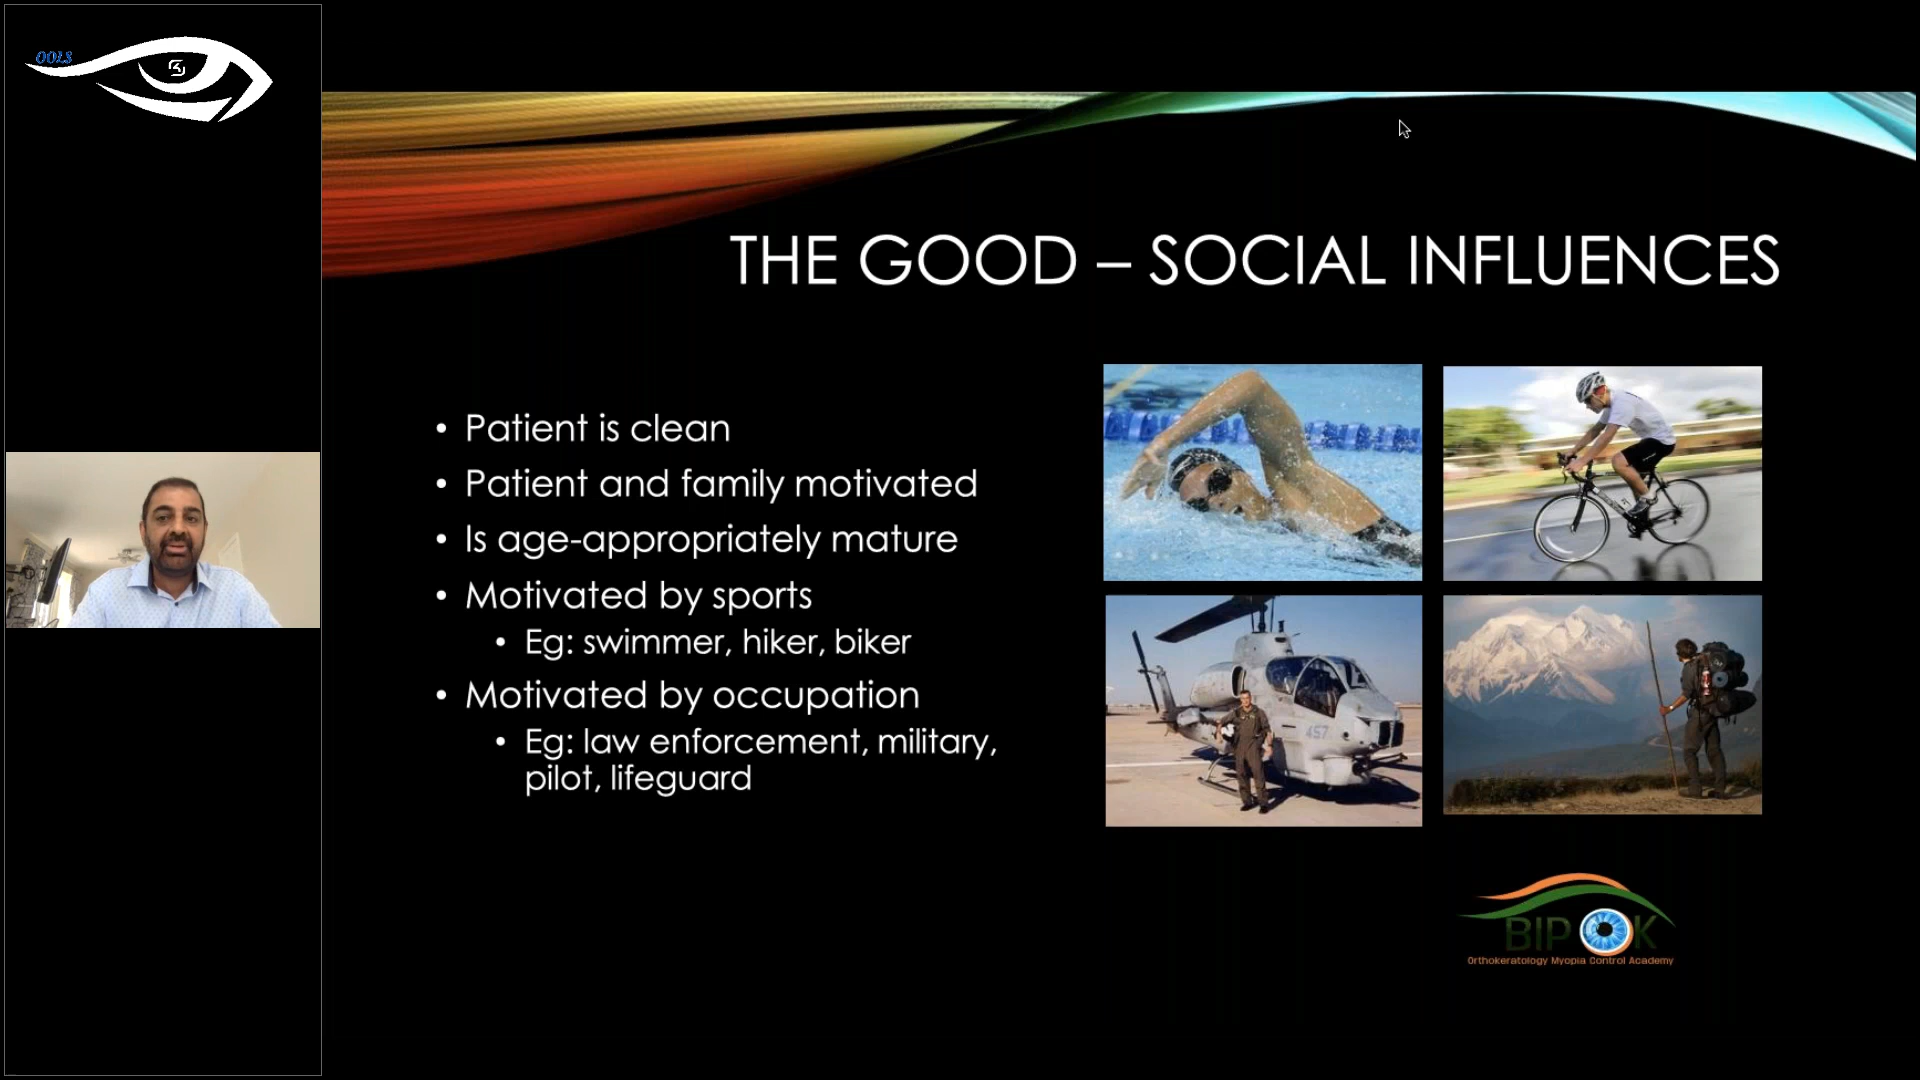 OOLS
THE GOOD – SOCIAL INFLUENCES
• Patient is clean
• Patient and family motivated
• Is age-appropriately mature
• Motivated by sports
• Eg: swimmer, hiker, biker
• Motivated by occupation
• Eg: law enforcement, military,
pilot, lifeguard
457
BIPOK
Orthokeratology Myopia Control Academy